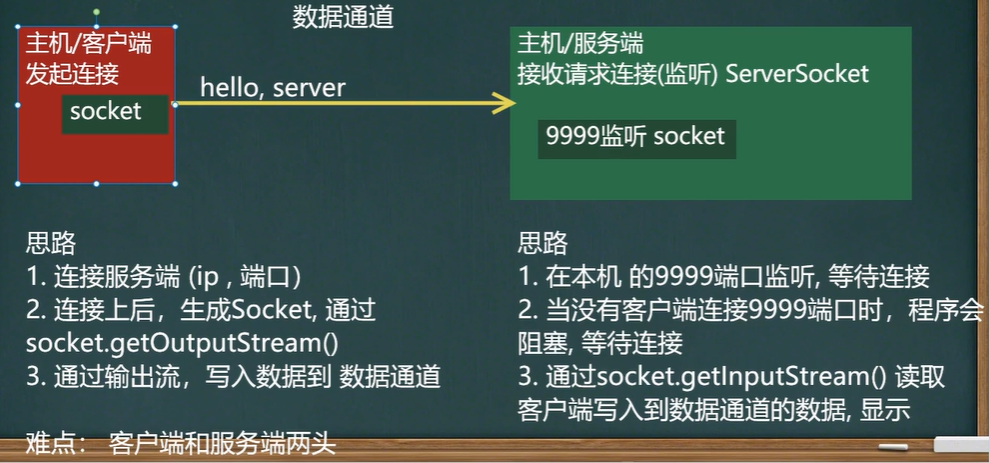 数据通道
主机/客户端
发起连接
socket
hello, server
主机/服务端
接收请求连接(监听) ServerSocket
9999监听 socket
思路
1. 连接服务端 (ip , 端口）
2. 连接上后，生成Socket, 通过
socket.getOutputStream()
3. 通过输出流，写入数据到 数据通道
难点： 客户端和服务端两头
思路
1. 在本机 的9999端口监听, 等待连接
2. 当没有客户端连接9999端口时，程序会
阻塞, 等待连接
3. 通过socket.getInputStream() 读取
客户端写入到数据通道的数据, 显示